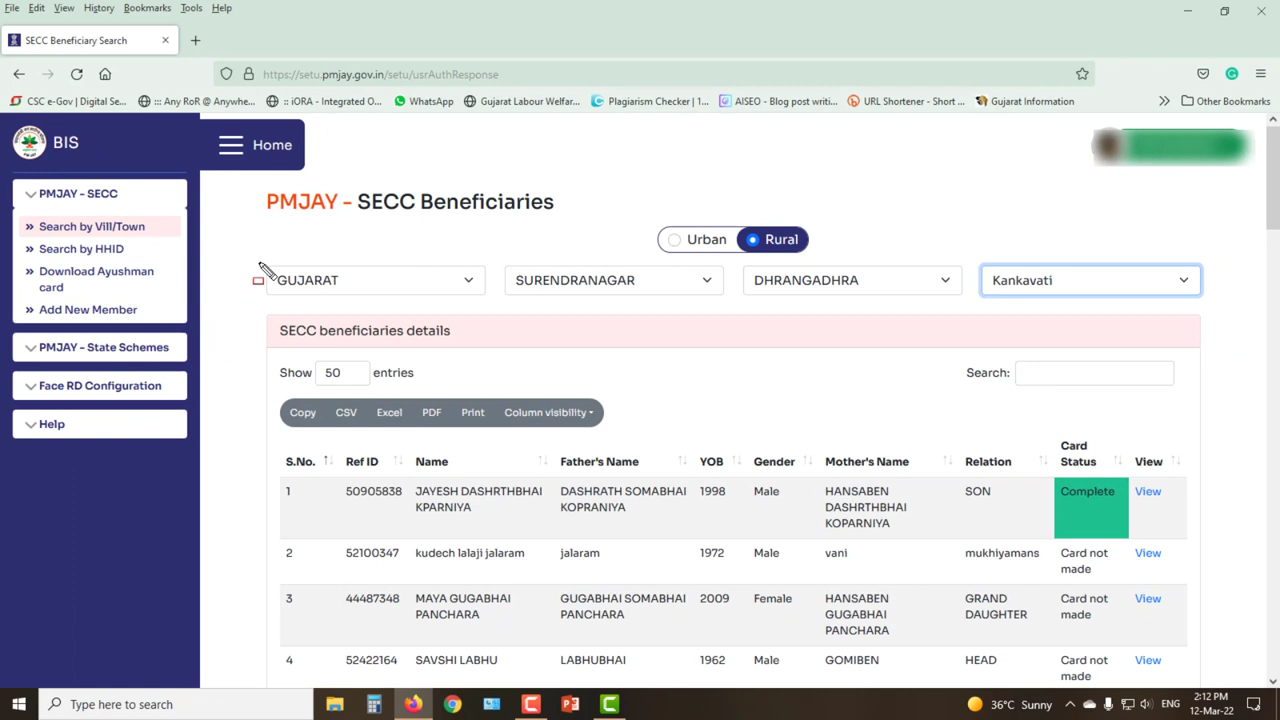 File Edit View History Bookmarks Tools Help
SECC Beneficiary Search
https://setu.pmjay.gov.in/setu/usrAuthResponse
CSC e-Gov | Digital Se... ::: Any RoR @ Anywhe... :: iORA - Integrated O... WhatsApp Gujarat Labour Welfar... Plagiarism Checker | 1... AISEO - Blog post writi... URL Shortener - Short ... Gujarat Information Other Bookmarks
BIS
Home
PMJAY - SECC
Search by Vill/Town
Search by HHID
Download Ayushman
card
Add New Member
PMJAY - State Schemes
Face RD Configuration
Help
PMJAY - SECC Beneficiaries
Urban Rural
GUJARAT SURENDRANAGAR DHRANGADHRA Kankavati
SECC beneficiaries details
Show 50 entries Search:
Copy CSV Excel PDF Print Column visibility
S.No. Ref ID Name Father's Name YOB Gender Mother's Name Relation Card Status View
1 50905838 JAYESH DASHRTHBHAI KPARNIYA DASHRATH SOMABHAI KOPRANIYA 1998 Male HANSABEN DASHRTHBHAI KOPARNIYA SON Complete View
2 52100347 kudech lalaji jalaram jalaram 1972 Male vani mukhiyamans Card not made View
3 44487348 MAYA GUGABHAI PANCHARA GUGABHAI SOMABHAI PANCHARA 2009 Female HANSABEN GUGABHAI PANCHARA GRAND DAUGHTER Card not made View
4 52422164 SAVSHI LABHU LABHUBHAI 1962 Male GOMIBEN HEAD Card not made View
Type here to search
36°C Sunny ENG 2:12 PM
12-Mar-22